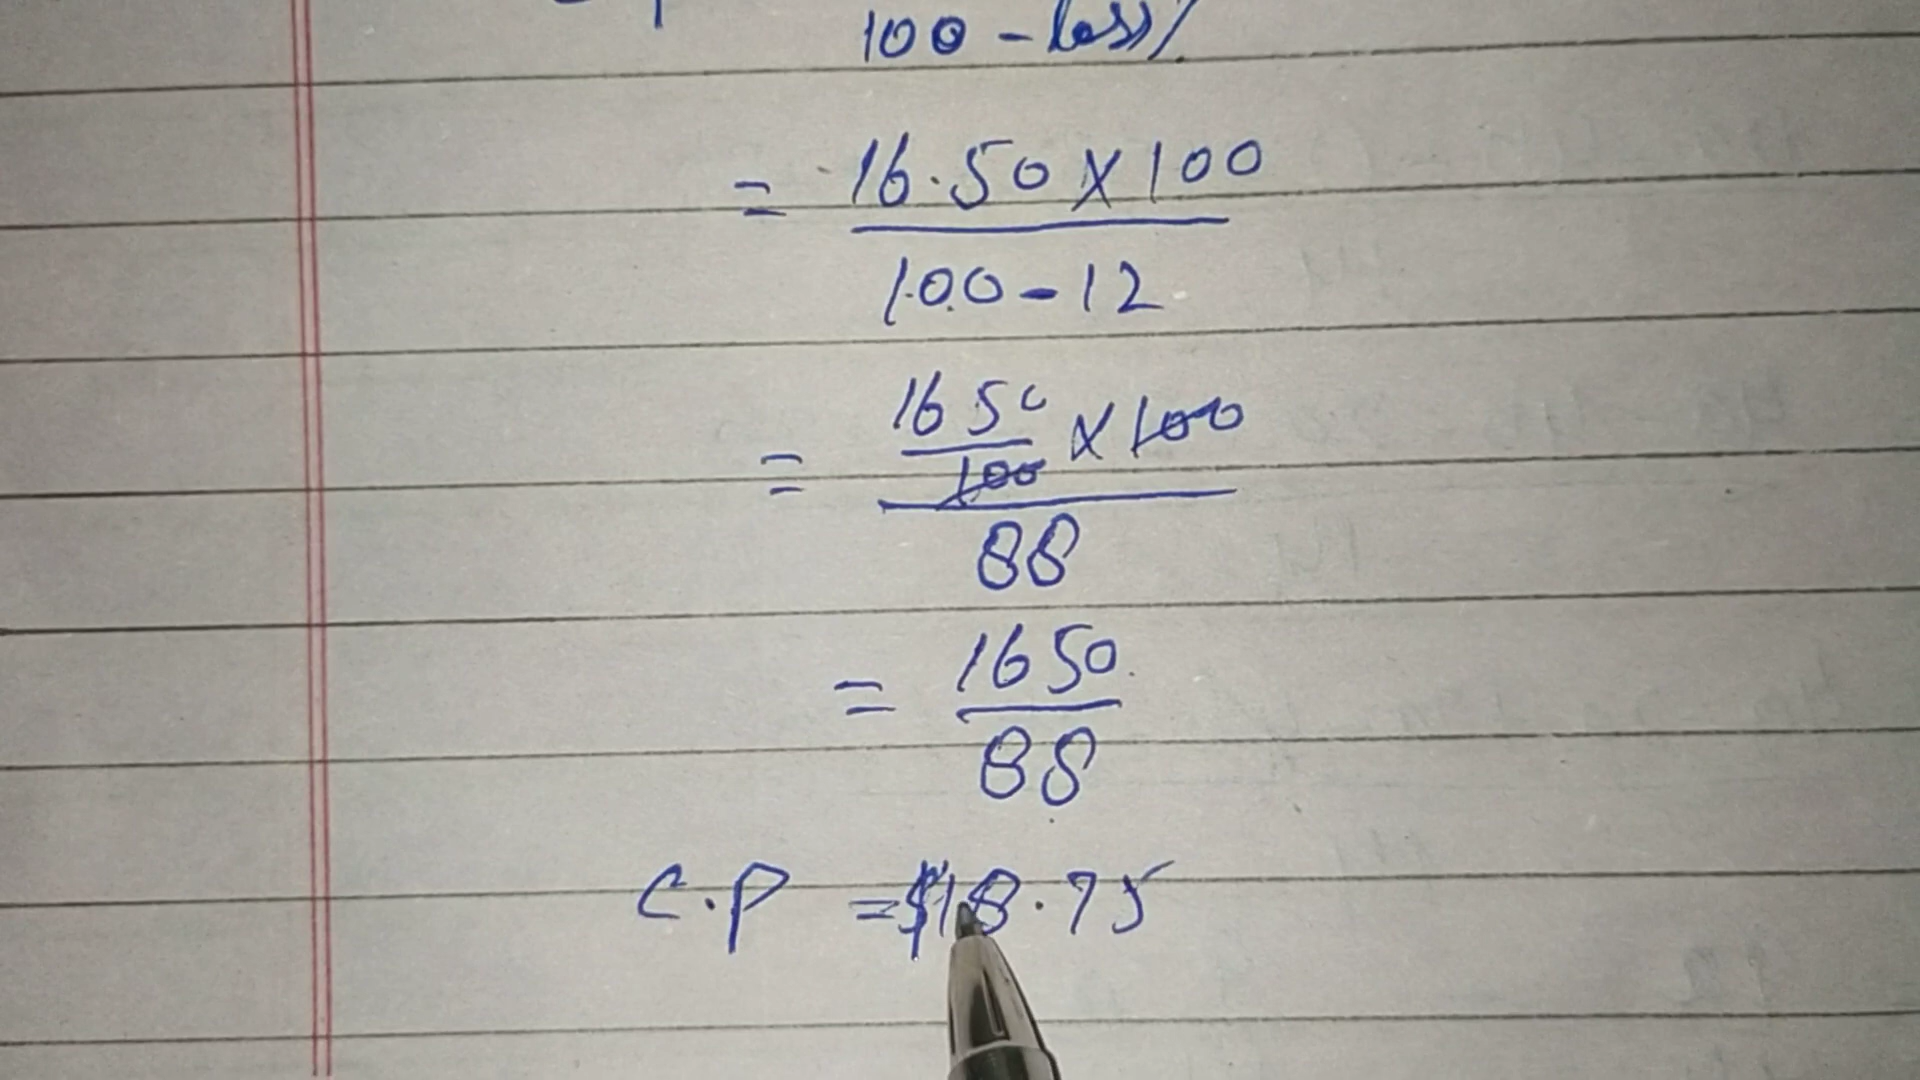 100 - loss%
= 16.50 X 100
100 - 12
= 1650
100 X 100
88
= 1650
88
C.P = $18.75